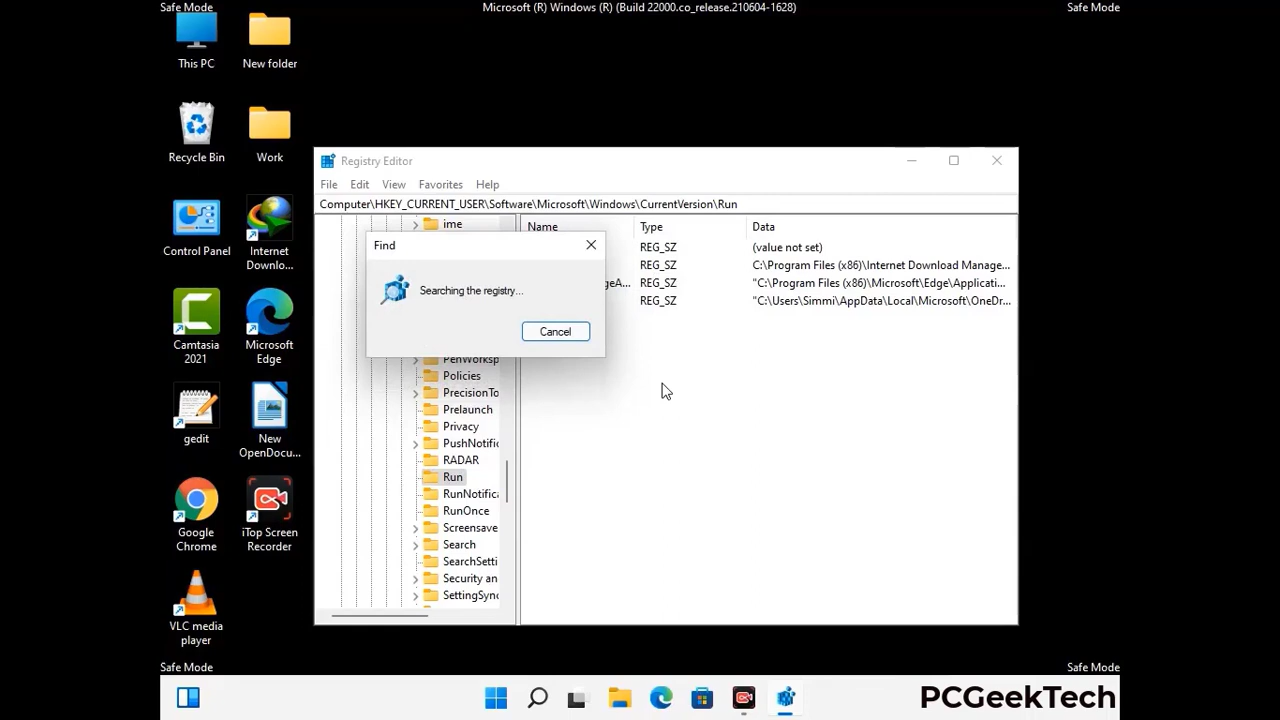 Safe Mode
Microsoft (R) Windows (R) (Build 22000.co_release.210604-1628)
Safe Mode
This PC
New folder
Recycle Bin
Work
Control Panel
Internet
Downlo...
Camtasia
2021
Microsoft
Edge
gedit
New
OpenDocu...
Google
Chrome
iTop Screen
Recorder
VLC media
player
Registry Editor
File Edit View Favorites Help
Computer\HKEY_CURRENT_USER\Software\Microsoft\Windows\CurrentVersion\Run
ime
PenWorksp
Policies
PrecisionTo
Prelaunch
Privacy
PushNotific
RADAR
Run
RunNotifica
RunOnce
Screensave
Search
SearchSetti
Security an
SettingSync
Name Type Data
REG_SZ (value not set)
REG_SZ C:\Program Files (x86)\Internet Download Manage...
geA... REG_SZ "C:\Program Files (x86)\Microsoft\Edge\Applicati...
REG_SZ "C:\Users\Simmi\AppData\Local\Microsoft\OneDr...
Find
Searching the registry...
Cancel
Safe Mode
Safe Mode
PCGeekTech